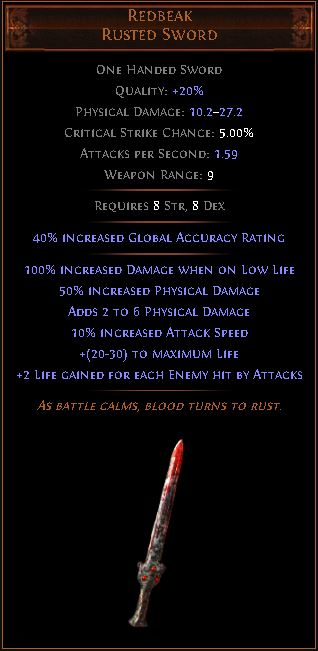 Redbeak
Rusted Sword
One Handed Sword
Quality: +20%
Physical Damage: 10.2–27.2
Critical Strike Chance: 5.00%
Attacks per Second: 1.59
Weapon Range: 9
Requires 8 Str, 8 Dex
40% increased Global Accuracy Rating
100% increased Damage when on Low Life
50% increased Physical Damage
Adds 2 to 6 Physical Damage
10% increased Attack Speed
+(20-30) to maximum Life
+2 Life gained for each Enemy hit by Attacks
As battle calms, blood turns to rust.